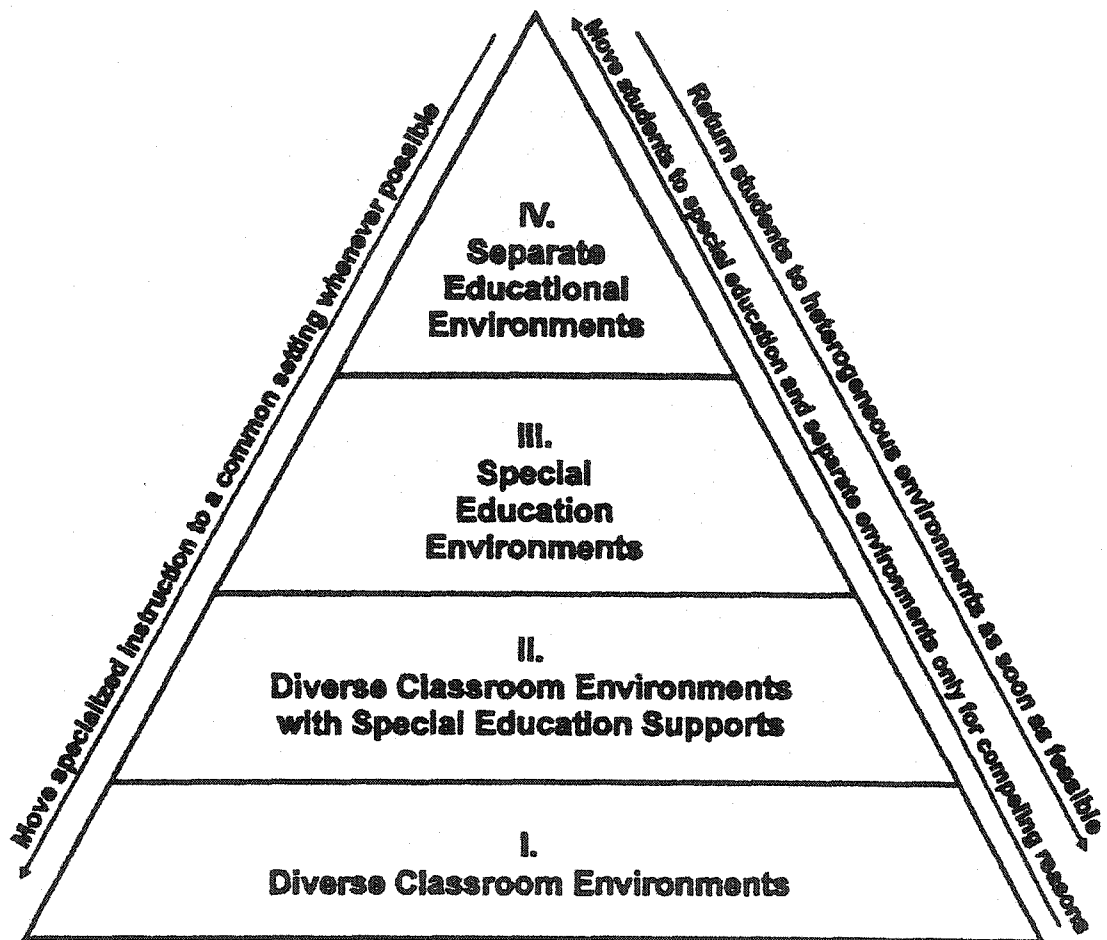 Move specialized instruction to a common setting whenever possible
Move students to special education and separate environments only for compeling reasons
Return students to heterogeneous environments as soon as feasible
IV.
Separate
Educational
Environments
III.
Special
Education
Environments
II.
Diverse Classroom Environments
with Special Education Supports
I.
Diverse Classroom Environments